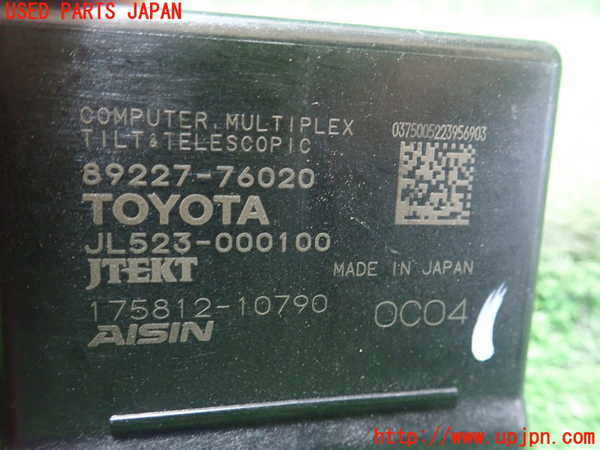 USED PARTS JAPAN
COMPUTER, MULTIPLEX
TILT&TELESCOPIC
0375005223956903
89227-76020
TOYOTA
JL523-000100
JTEKT
MADE IN JAPAN
175812-10790
0C04
AISIN
http://www.upjpn.com/